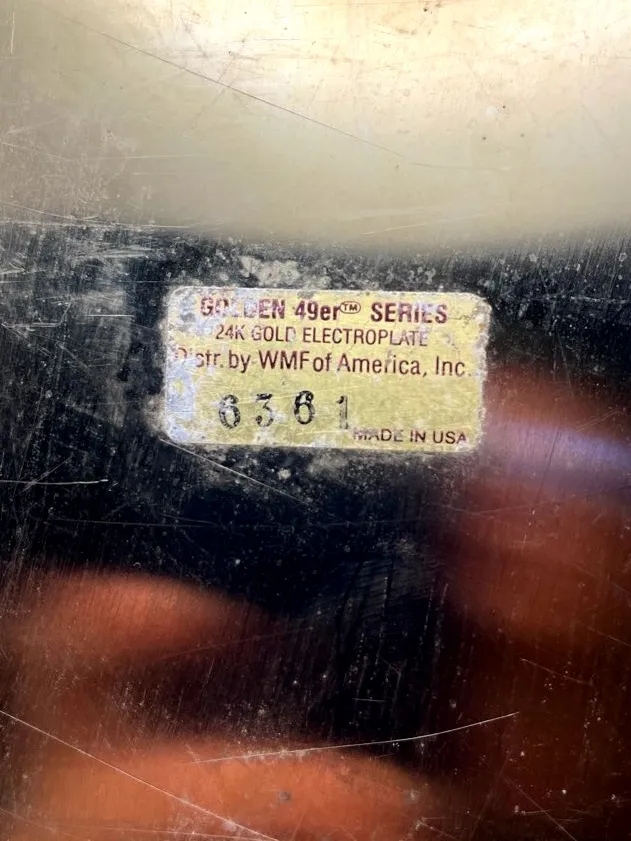 GOLDEN 49er™ SERIES
24K GOLD ELECTROPLATE
Distr. by WMF of America, Inc.
6361
MADE IN USA